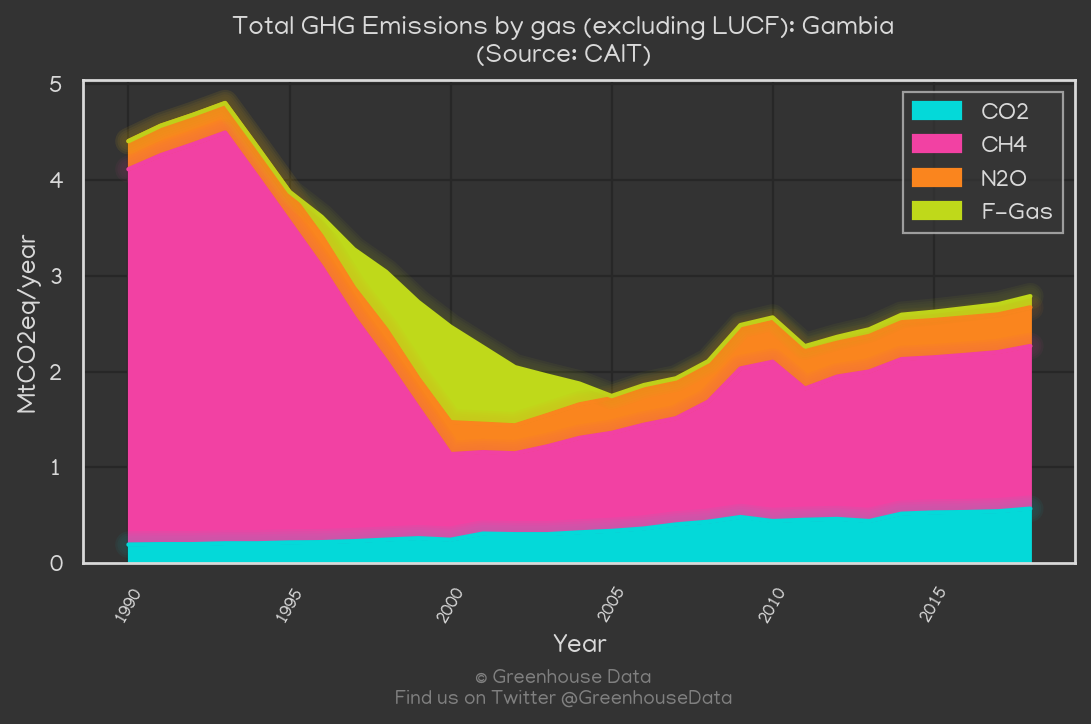 Total GHG Emissions by gas (excluding LUCF): Gambia
(Source: CAIT)
5
4
3
2
1
0
MtCO2eq/year
CO2
CH4
N2O
F-Gas
1990
1995
2000
2005
2010
2015
Year
© Greenhouse Data
Find us on Twitter @GreenhouseData